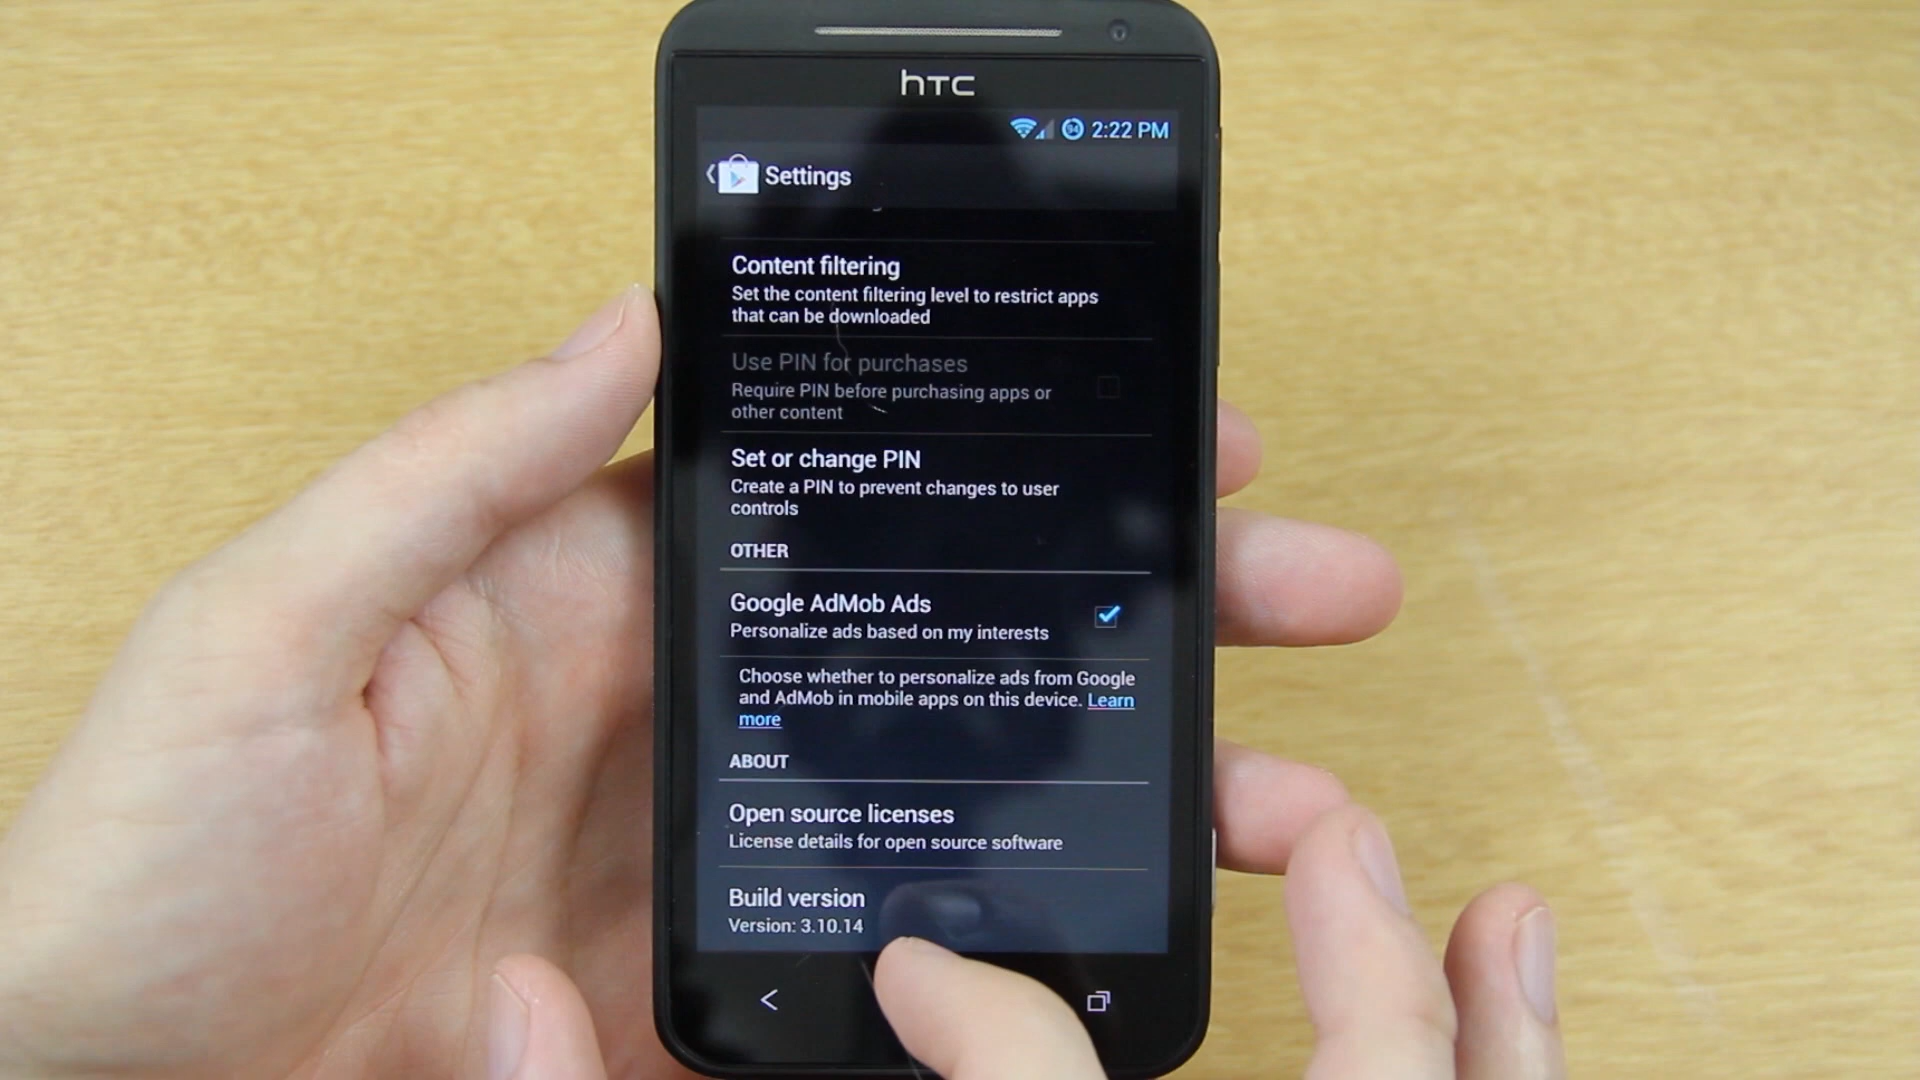 hTC
94 2:22 PM
Settings
Content filtering
Set the content filtering level to restrict apps
that can be downloaded
Use PIN for purchases
Require PIN before purchasing apps or
other content
Set or change PIN
Create a PIN to prevent changes to user
controls
OTHER
Google AdMob Ads
Personalize ads based on my interests
Choose whether to personalize ads from Google
and AdMob in mobile apps on this device. Learn
more
ABOUT
Open source licenses
License details for open source software
Build version
Version: 3.10.14